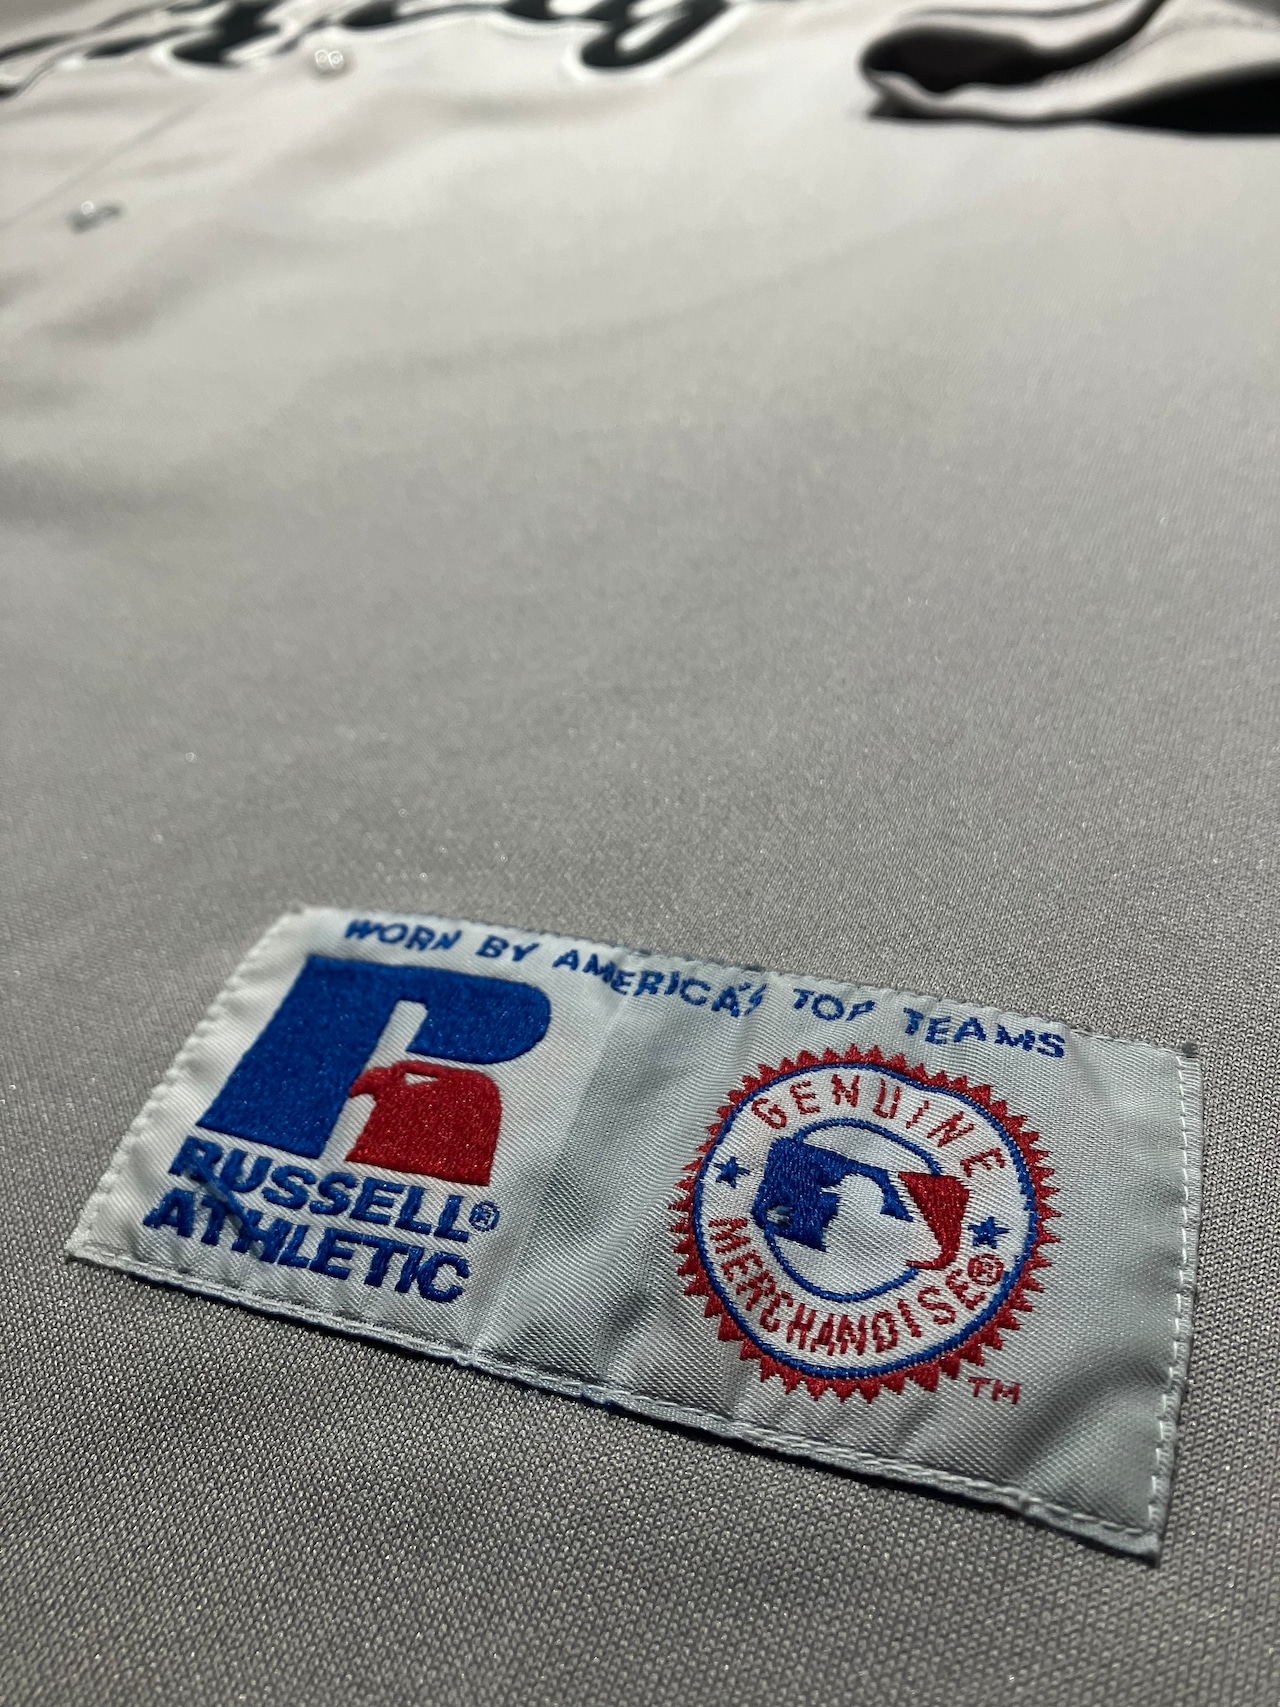 WORN BY AMERICA'S TOP TEAMS
RUSSELL®
ATHLETIC
GENUINE
MERCHANDISE®
TM